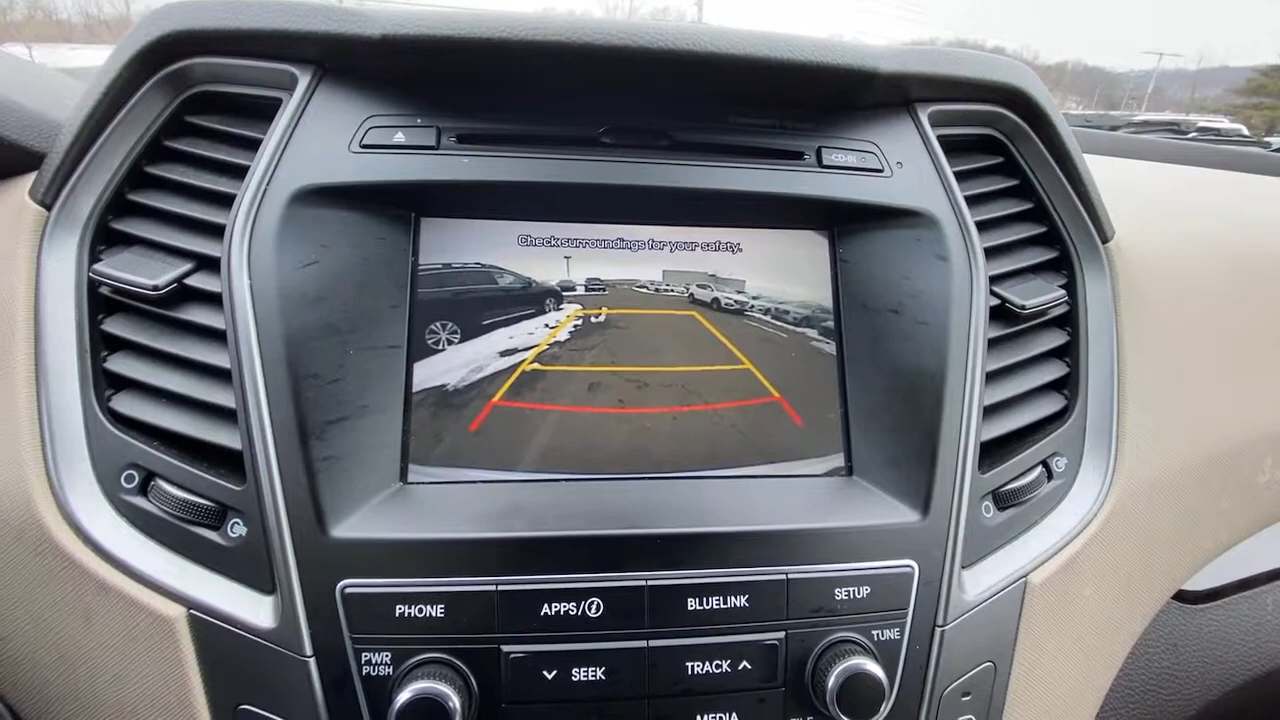 CD-IN
Check surroundings for your safety.
PHONE
APPS/
BLUELINK
SETUP
PWR
PUSH
SEEK
TRACK
TUNE
MEDIA